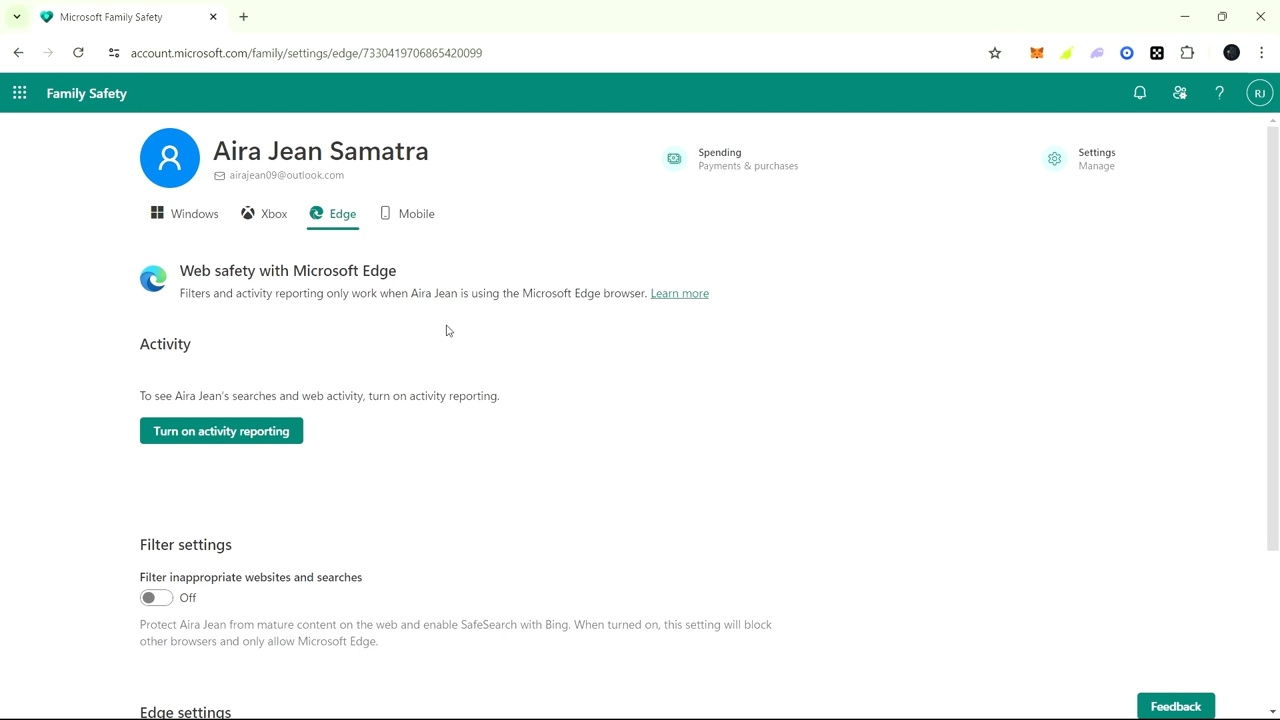 Microsoft Family Safety
account.microsoft.com/family/settings/edge/7330419706865420099
Family Safety
RJ
Aira Jean Samatra
airajean09@outlook.com
Spending
Payments & purchases
Settings
Manage
Windows
Xbox
Edge
Mobile
Web safety with Microsoft Edge
Filters and activity reporting only work when Aira Jean is using the Microsoft Edge browser. Learn more
Activity
To see Aira Jean's searches and web activity, turn on activity reporting.
Turn on activity reporting
Filter settings
Filter inappropriate websites and searches
Off
Protect Aira Jean from mature content on the web and enable SafeSearch with Bing. When turned on, this setting will block
other browsers and only allow Microsoft Edge.
Edge settings
Feedback